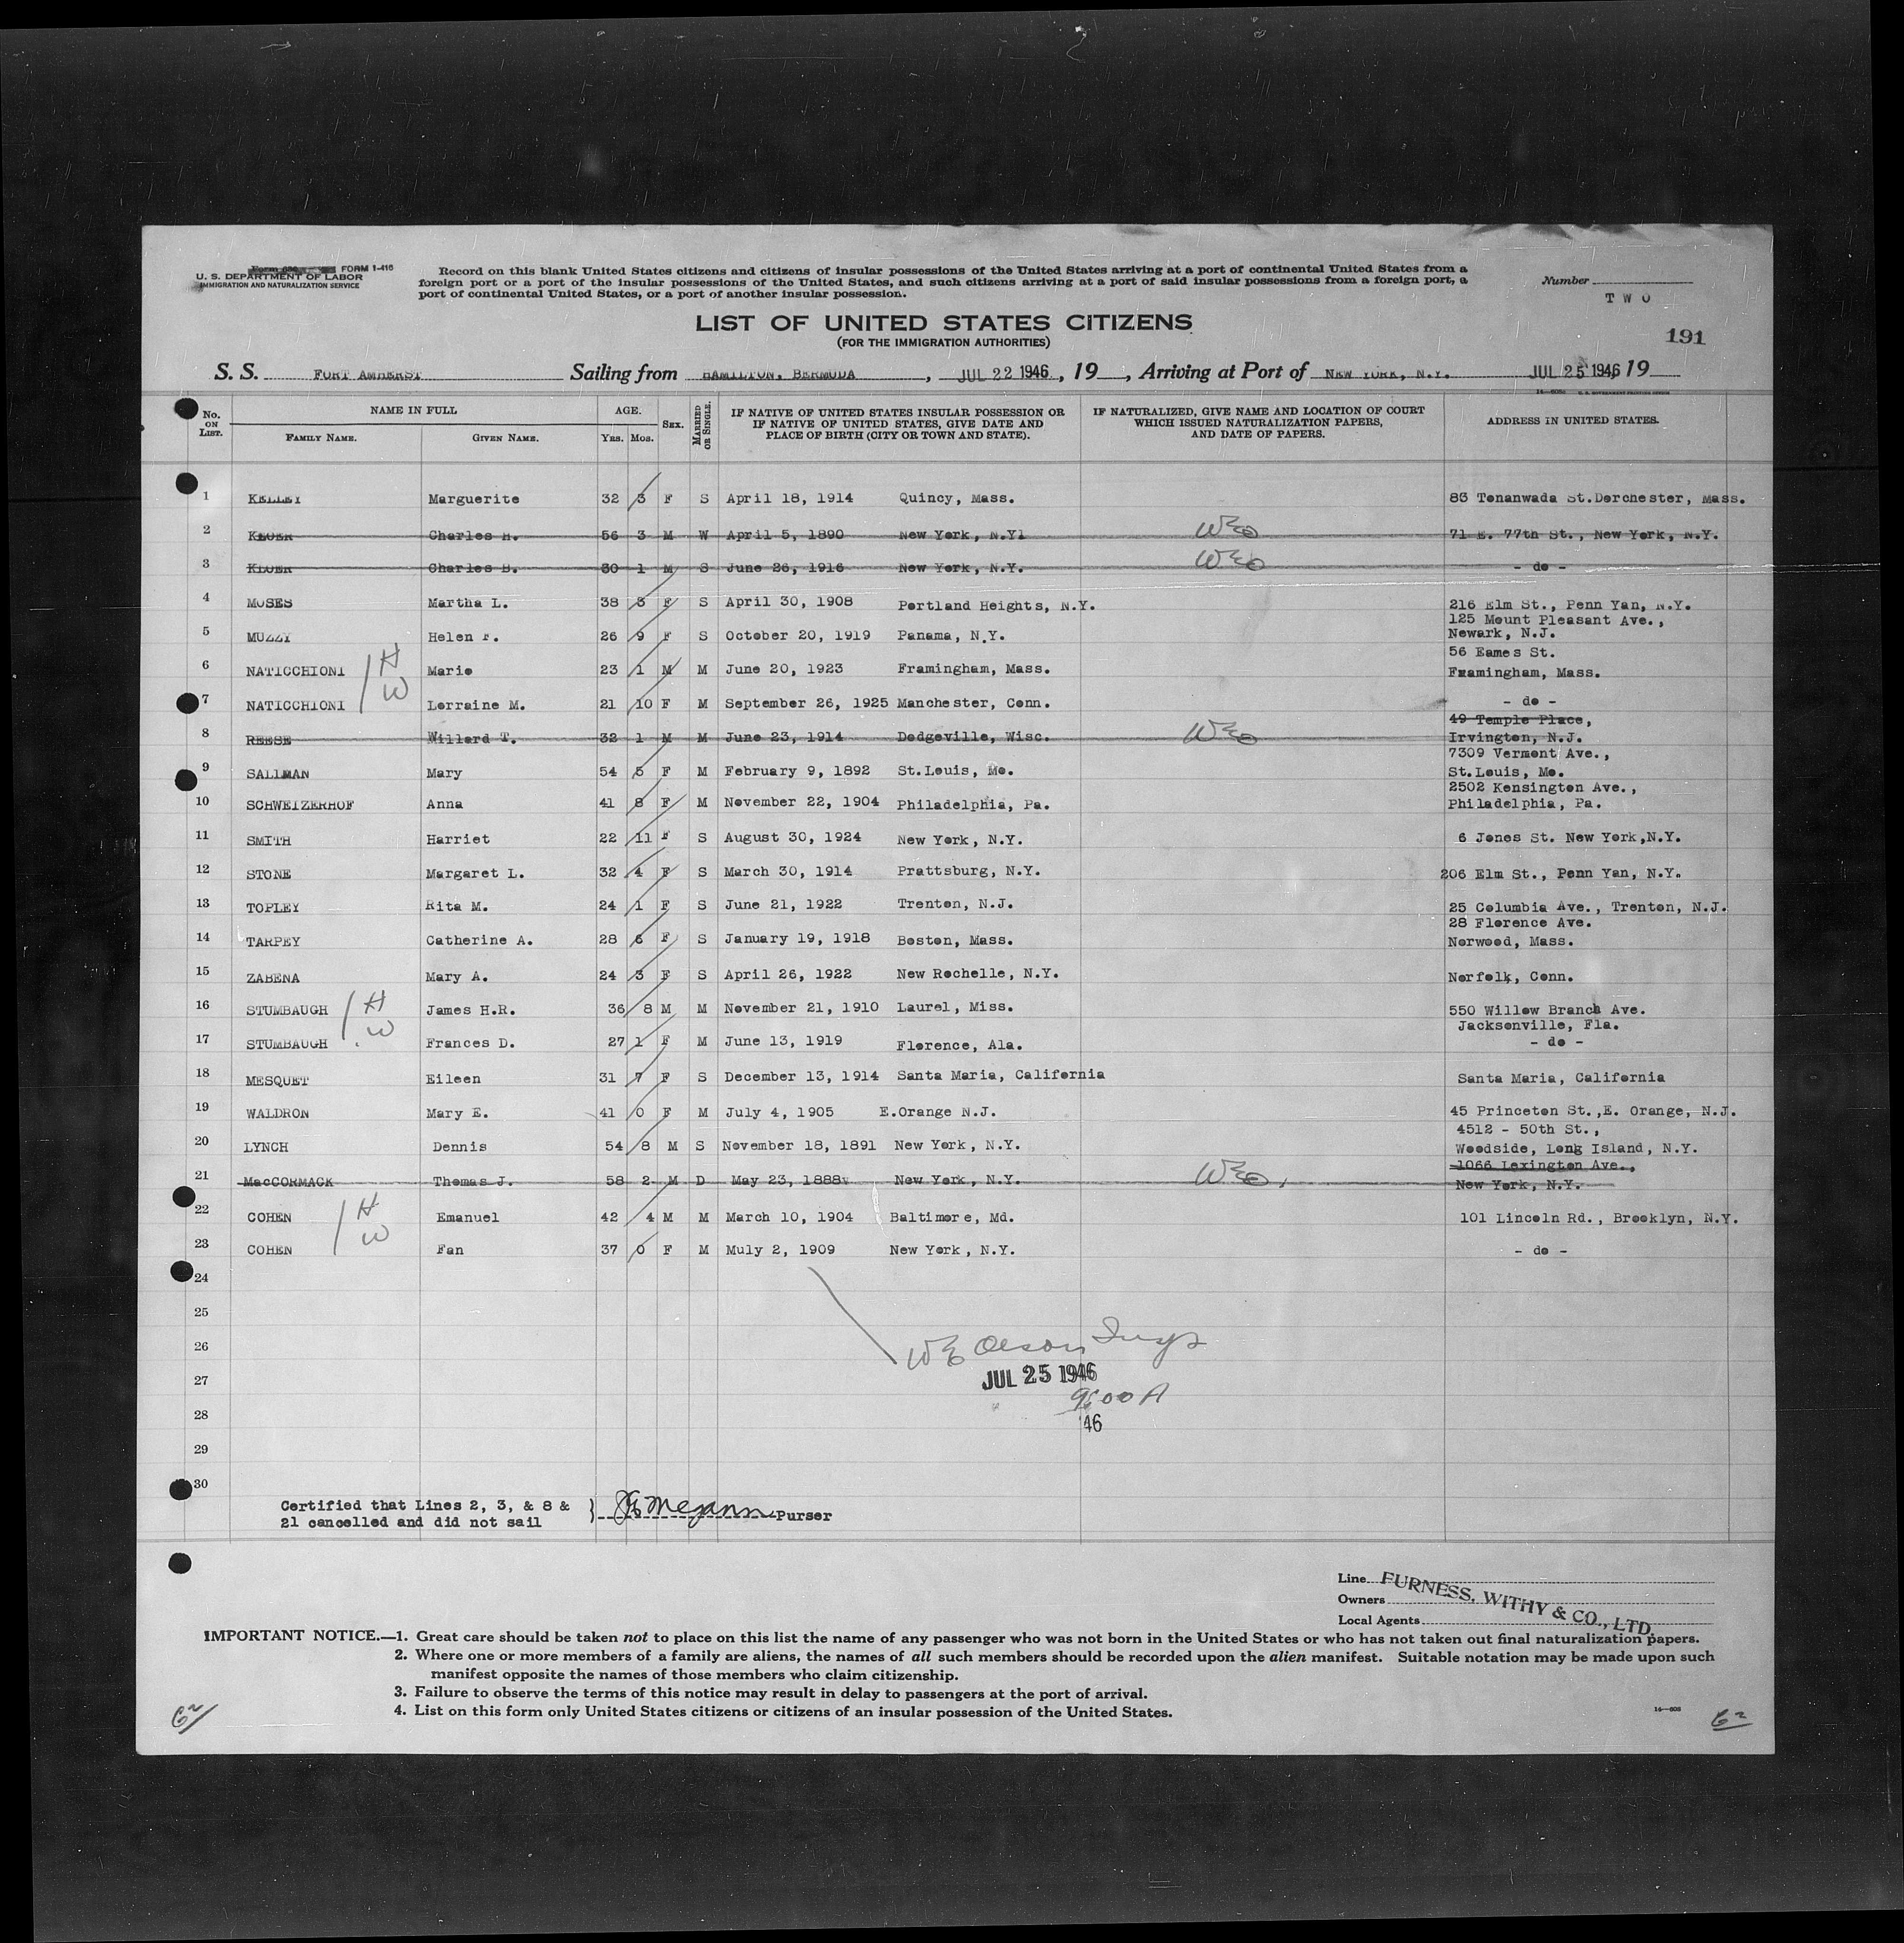 FORM I-416
U. S. DEPARTMENT OF LABOR
IMMIGRATION AND NATURALIZATION SERVICE
Record on this blank United States citizens and citizens of insular possessions of the United States arriving at a port of continental United States from a
foreign port or a port of the insular possessions of the United States, and such citizens arriving at a port of said insular possessions from a foreign port, a
port of continental United States, or a port of another insular possession.
Number
T W O
LIST OF UNITED STATES CITIZENS
(FOR THE IMMIGRATION AUTHORITIES)
191
S. S. FORT AMHERST Sailing from HAMILTON, BERMUDA, JUL 22 1946, 19 , Arriving at Port of NEW YORK, N.Y. JUL 25 1946, 19
No. ON LIST. NAME IN FULL FAMILY NAME. GIVEN NAME. AGE. YRS. MOS. SEX. MARRIED OR SINGLE. IF NATIVE OF UNITED STATES INSULAR POSSESSION OR IF NATIVE OF UNITED STATES, GIVE DATE AND PLACE OF BIRTH (CITY OR TOWN AND STATE). IF NATURALIZED, GIVE NAME AND LOCATION OF COURT WHICH ISSUED NATURALIZATION PAPERS, AND DATE OF PAPERS. ADDRESS IN UNITED STATES.
1 KELLEY Marguerite 32 3 F S April 18, 1914 Quincy, Mass. 83 Tonanwada St.Dorchester, Mass.
2 KLUER Charles H. 56 3 M W April 5, 1890 New York, N.Yl WEO 71 E. 77th St., New York, N.Y.
3 KLUER Charles B. 30 1 M S June 26, 1916 New York, N.Y. WEO - do -
4 MOSES Martha L. 38 3 F S April 30, 1908 Portland Heights, N.Y. 216 Elm St., Penn Yan, N.Y.
5 MUZZY Helen F. 26 9 F S October 20, 1919 Panama, N.Y. 125 Mount Pleasant Ave., Newark, N.J.
6 NATICCHIONI H Mario 23 1 M M June 20, 1923 Framingham, Mass. 56 Eames St. Framingham, Mass.
7 NATICCHIONI W Lorraine M. 21 10 F M September 26, 1925 Manchester, Conn. - do -
8 REESE Willard T. 32 1 M M June 23, 1914 Dodgeville, Wisc. WEO 49 Temple Place, Irvington, N.J.
9 SALLMAN Mary 54 5 F M February 9, 1892 St.Louis, Mo. 7309 Vermont Ave., St.Louis, Mo.
10 SCHWEIZERHOF Anna 41 8 F M November 22, 1904 Philadelphia, Pa. 2502 Kensington Ave., Philadelphia, Pa.
11 SMITH Harriet 22 11 F S August 30, 1924 New York, N.Y. 6 Jones St. New York,N.Y.
12 STONE Margaret L. 32 4 F S March 30, 1914 Prattsburg, N.Y. 206 Elm St., Penn Yan, N.Y.
13 TOPLEY Rita M. 24 1 F S June 21, 1922 Trenton, N.J. 25 Columbia Ave., Trenton, N.J.
14 TARPEY Catherine A. 28 6 F S January 19, 1918 Boston, Mass. 28 Florence Ave. Norwood, Mass.
15 ZABENA Mary A. 24 3 F S April 26, 1922 New Rochelle, N.Y. Norfolk, Conn.
16 STUMBAUGH H James H.R. 36 8 M M November 21, 1910 Laurel, Miss. 550 Willow Branch Ave. Jacksonville, Fla.
17 STUMBAUGH W Frances D. 27 1 F M June 13, 1919 Florence, Ala. - do -
18 MESQUET Eileen 31 7 F S December 13, 1914 Santa Maria, California Santa Maria, California
19 WALDRON Mary E. 41 0 F M July 4, 1905 E.Orange N.J. 45 Princeton St.,E. Orange, N.J.
20 LYNCH Dennis 54 8 M S November 18, 1891 New York, N.Y. 4512 - 50th St., Woodside, Long Island, N.Y.
21 MacCORMACK Thomas J. 58 2 M D May 23, 1888 New York, N.Y. WEO 1066 Lexington Ave., New York, N.Y.
22 COHEN H Emanuel 42 4 M M March 10, 1904 Baltimore, Md. 101 Lincoln Rd., Brooklyn, N.Y.
23 COHEN W Fan 37 0 F M Muly 2, 1909 New York, N.Y. - do -
24
25
26 WE Olson Insp
27 JUL 25 1946
9:00 A
28 46
29
30
Certified that Lines 2, 3, & 8 &
21 cancelled and did not sail
Purser
Line FURNESS, WITHY & CO., LTD.
Owners
Local Agents
IMPORTANT NOTICE.—1. Great care should be taken not to place on this list the name of any passenger who was not born in the United States or who has not taken out final naturalization papers.
2. Where one or more members of a family are aliens, the names of all such members should be recorded upon the alien manifest. Suitable notation may be made upon such
manifest opposite the names of those members who claim citizenship.
3. Failure to observe the terms of this notice may result in delay to passengers at the port of arrival.
4. List on this form only United States citizens or citizens of an insular possession of the United States.
16—608
62
62